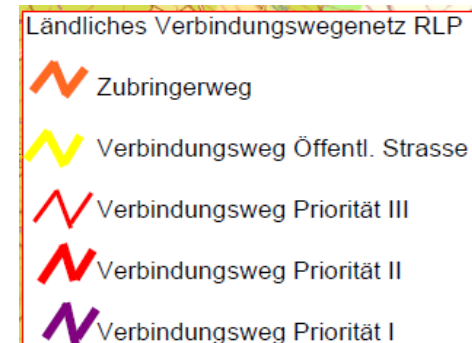 Ländliches Verbindungswegenetz RLP
Zubringerweg
Verbindungsweg Öffentl. Strasse
Verbindungsweg Priorität III
Verbindungsweg Priorität II
Verbindungsweg Priorität I